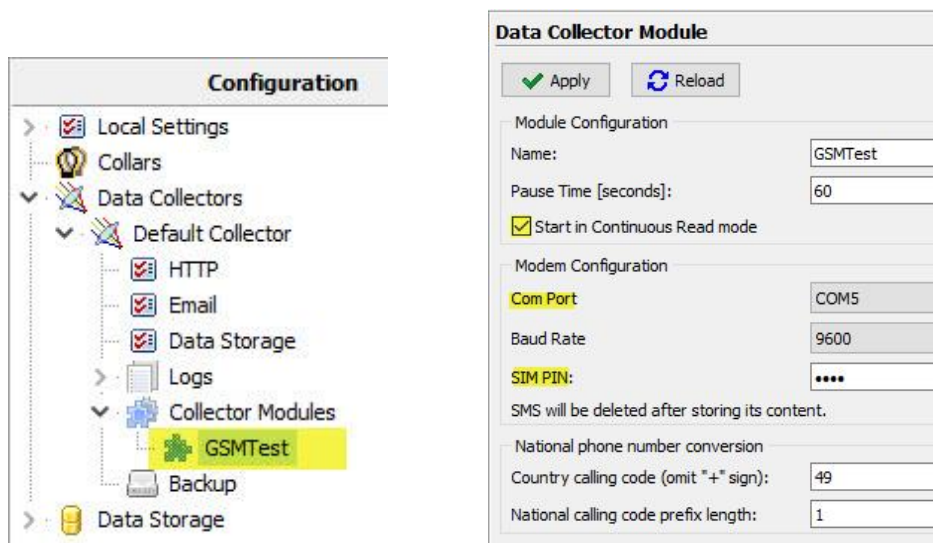 Configuration
Local Settings
Collars
Data Collectors
Default Collector
HTTP
Email
Data Storage
Logs
Collector Modules
GSMTest
Backup
Data Storage
Data Collector Module
Apply Reload
Module Configuration
Name: GSMTest
Pause Time [seconds]: 60
Start in Continuous Read mode
Modem Configuration
Com Port COM5
Baud Rate 9600
SIM PIN: ••••
SMS will be deleted after storing its content.
National phone number conversion
Country calling code (omit "+" sign): 49
National calling code prefix length: 1